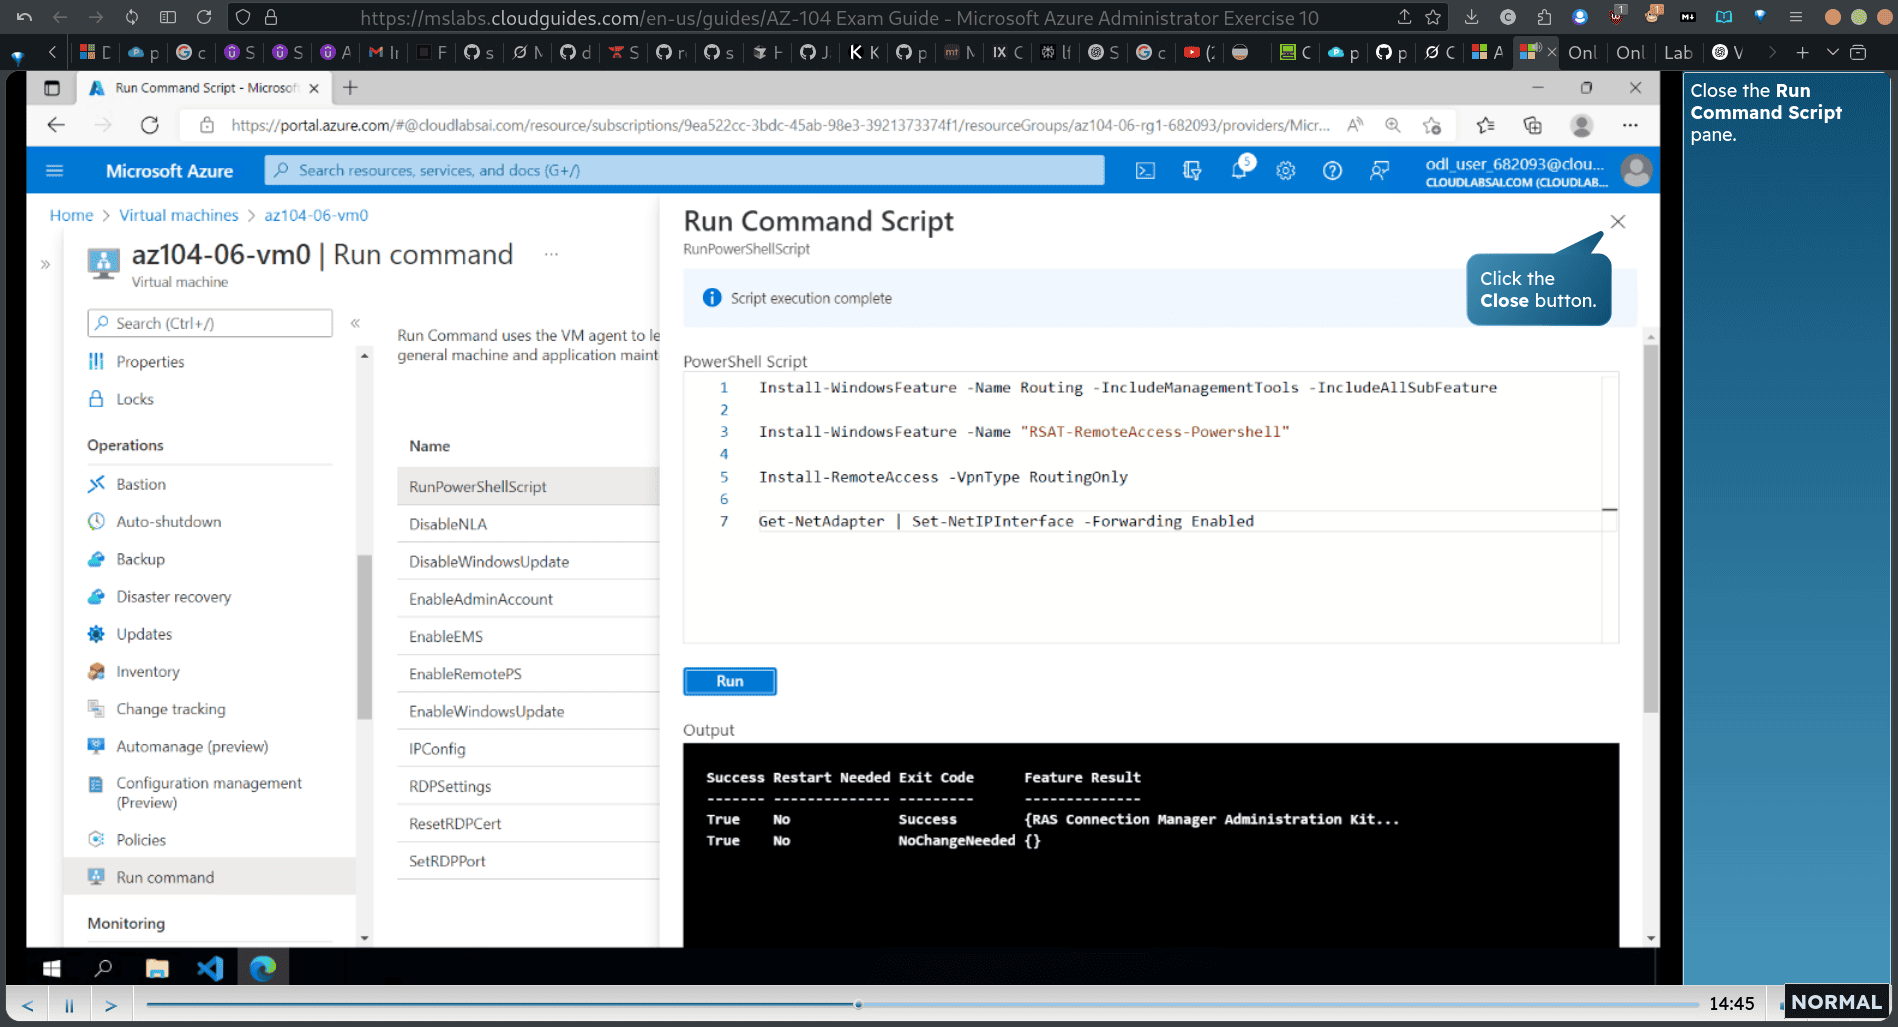 https://mslabs.cloudguides.com/en-us/guides/AZ-104 Exam Guide - Microsoft Azure Administrator Exercise 10
Run Command Script - Microsof
https://portal.azure.com/#@cloudlabsai.com/resource/subscriptions/9ea522cc-3bdc-45ab-98e3-3921373374f1/resourceGroups/az104-06-rg1-682093/providers/Micr...
Microsoft Azure
Search resources, services, and docs (G+/)
5
odl_user_682093@clou...
CLOUDLABSAI.COM (CLOUDLAB...
Home > Virtual machines > az104-06-vm0
az104-06-vm0 | Run command ...
Virtual machine
Search (Ctrl+/)
Properties
Locks
Operations
Bastion
Auto-shutdown
Backup
Disaster recovery
Updates
Inventory
Change tracking
Automanage (preview)
Configuration management
(Preview)
Policies
Run command
Monitoring
Run Command uses the VM agent to le
general machine and application maint
Name
RunPowerShellScript
DisableNLA
DisableWindowsUpdate
EnableAdminAccount
EnableEMS
EnableRemotePS
EnableWindowsUpdate
IPConfig
RDPSettings
ResetRDPCert
SetRDPPort
Run Command Script
RunPowerShellScript
Script execution complete
Click the
Close button.
PowerShell Script
1 Install-WindowsFeature -Name Routing -IncludeManagementTools -IncludeAllSubFeature
2
3 Install-WindowsFeature -Name "RSAT-RemoteAccess-Powershell"
4
5 Install-RemoteAccess -VpnType RoutingOnly
6
7 Get-NetAdapter | Set-NetIPInterface -Forwarding Enabled
Run
Output
Success Restart Needed Exit Code Feature Result
------- -------------- --------- --------------
True No Success {RAS Connection Manager Administration Kit...
True No NoChangeNeeded {}
Close the Run
Command Script
pane.
14:45
NORMAL